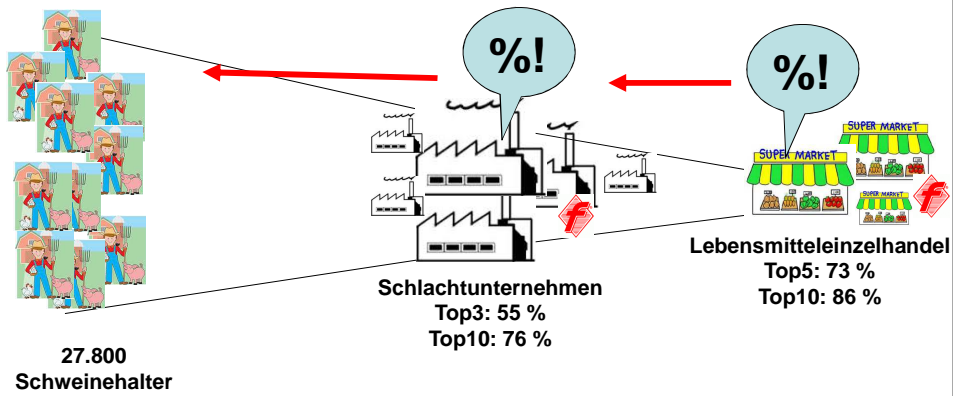 %!
%!
SUPER MARKET
SUPER MARKET
SUPER MARKET
f
f
Lebensmitteleinzelhandel
Top5: 73 %
Top10: 86 %
Schlachtunternehmen
Top3: 55 %
Top10: 76 %
27.800
Schweinehalter